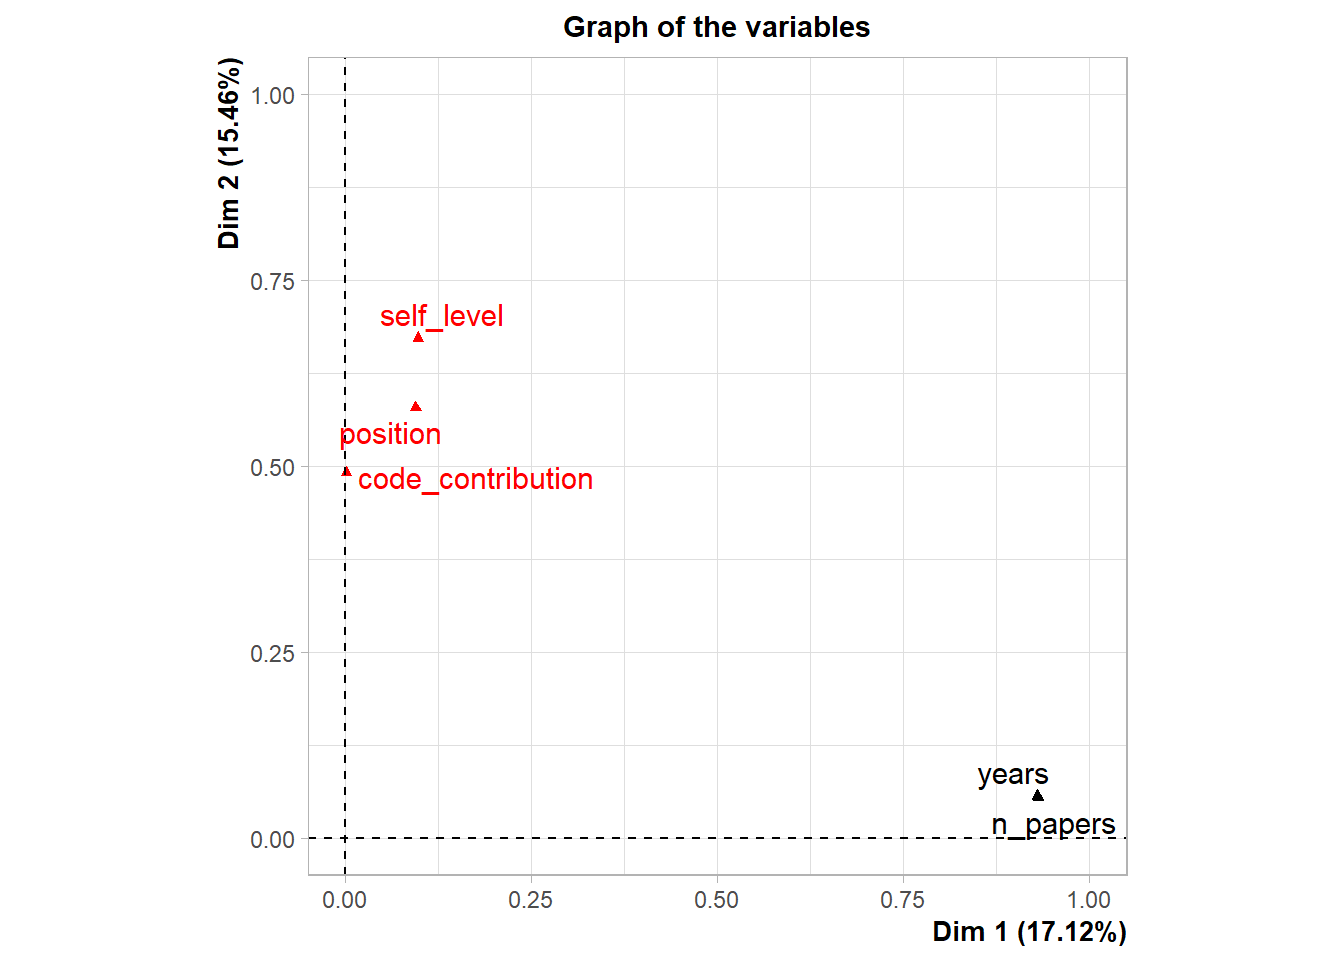 Graph of the variables
Dim 2 (15.46%)
1.00
0.75
0.50
0.25
0.00
self_level
position
code_contribution
years
n_papers
0.00 0.25 0.50 0.75 1.00
Dim 1 (17.12%)